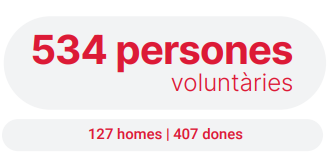 534 persones
voluntàries
127 homes | 407 dones